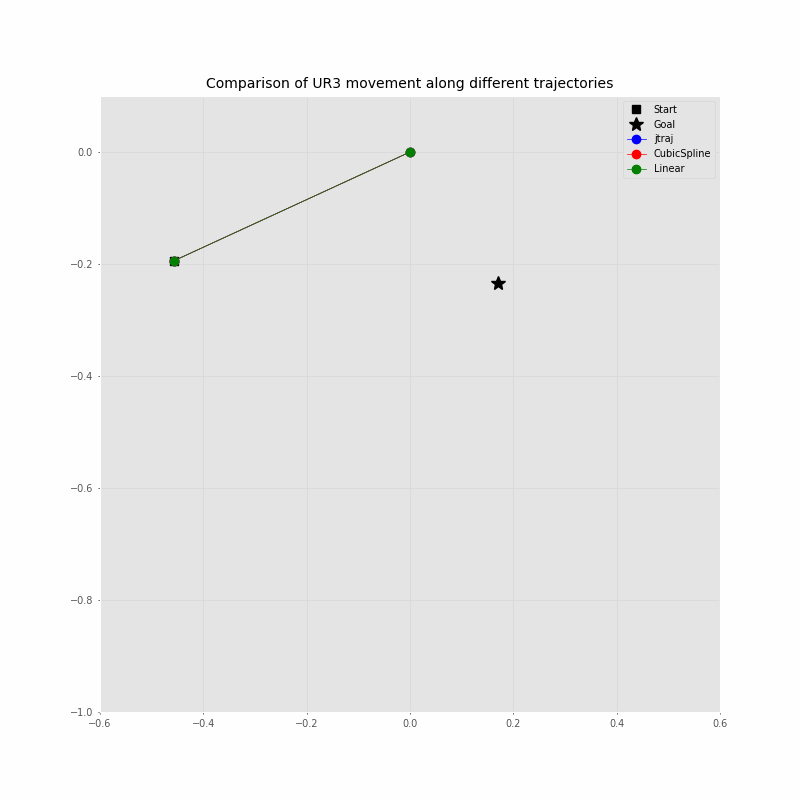 Comparison of UR3 movement along different trajectories
Start
Goal
jtraj
CubicSpline
Linear
0.0
−0.2
−0.4
−0.6
−0.8
−1.0
−0.6 −0.4 −0.2 0.0 0.2 0.4 0.6